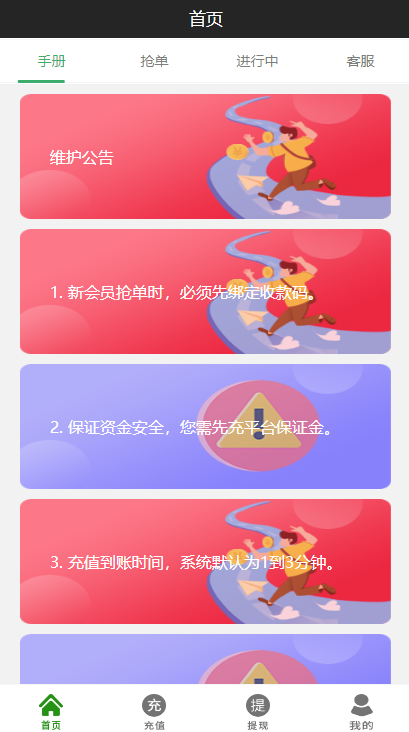 首页
手册 抢单 进行中 客服
维护公告
1. 新会员抢单时，必须先绑定收款码。
2. 保证资金安全，您需先充平台保证金。
3. 充值到账时间，系统默认为1到3分钟。
充 提
首页 充值 提现 我的